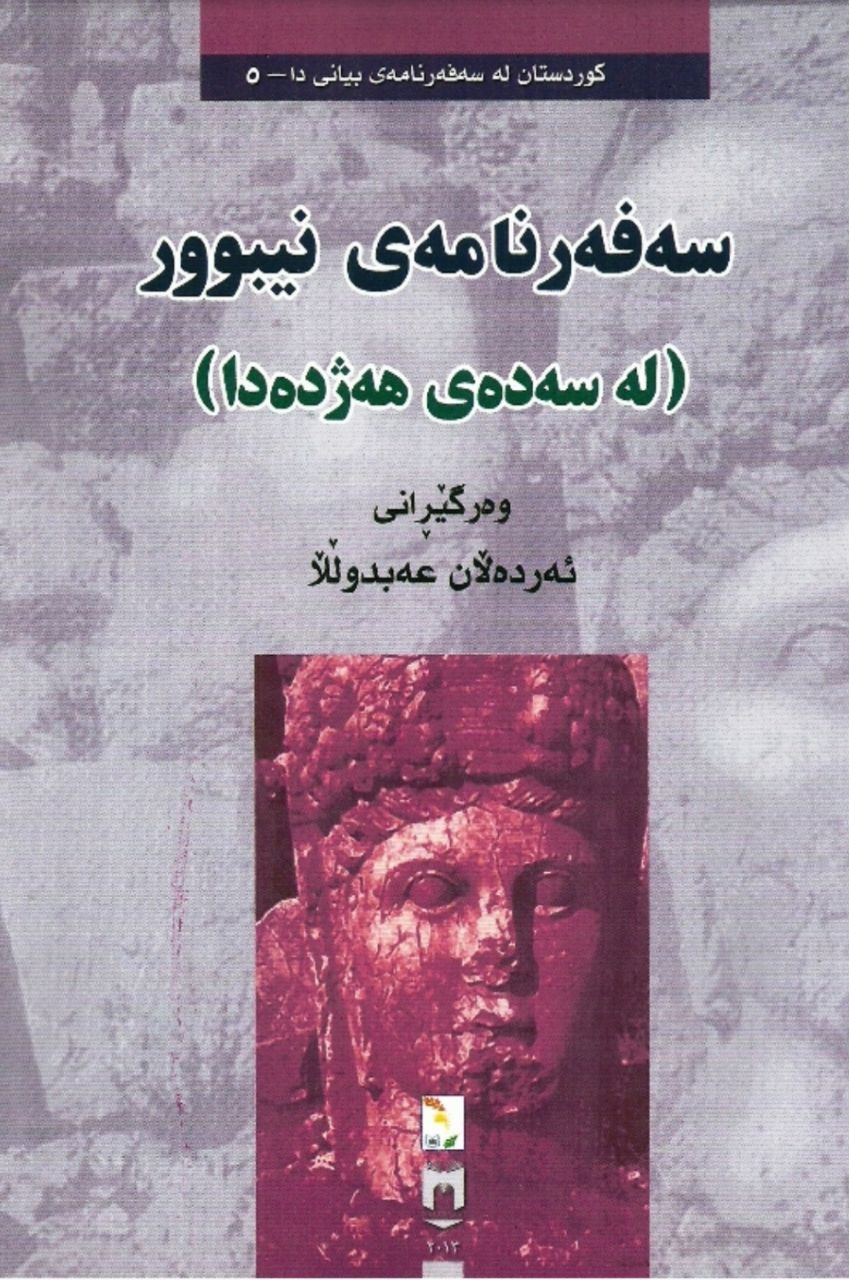 کوردستان لە سەفەرنامەی بیانی دا – ٥
سەفەرنامەی نیبوور
(لە سەدەی هەژدەدا)
وەرگێڕانی
ئەردەڵان عەبدوڵڵا
٢٠١٣